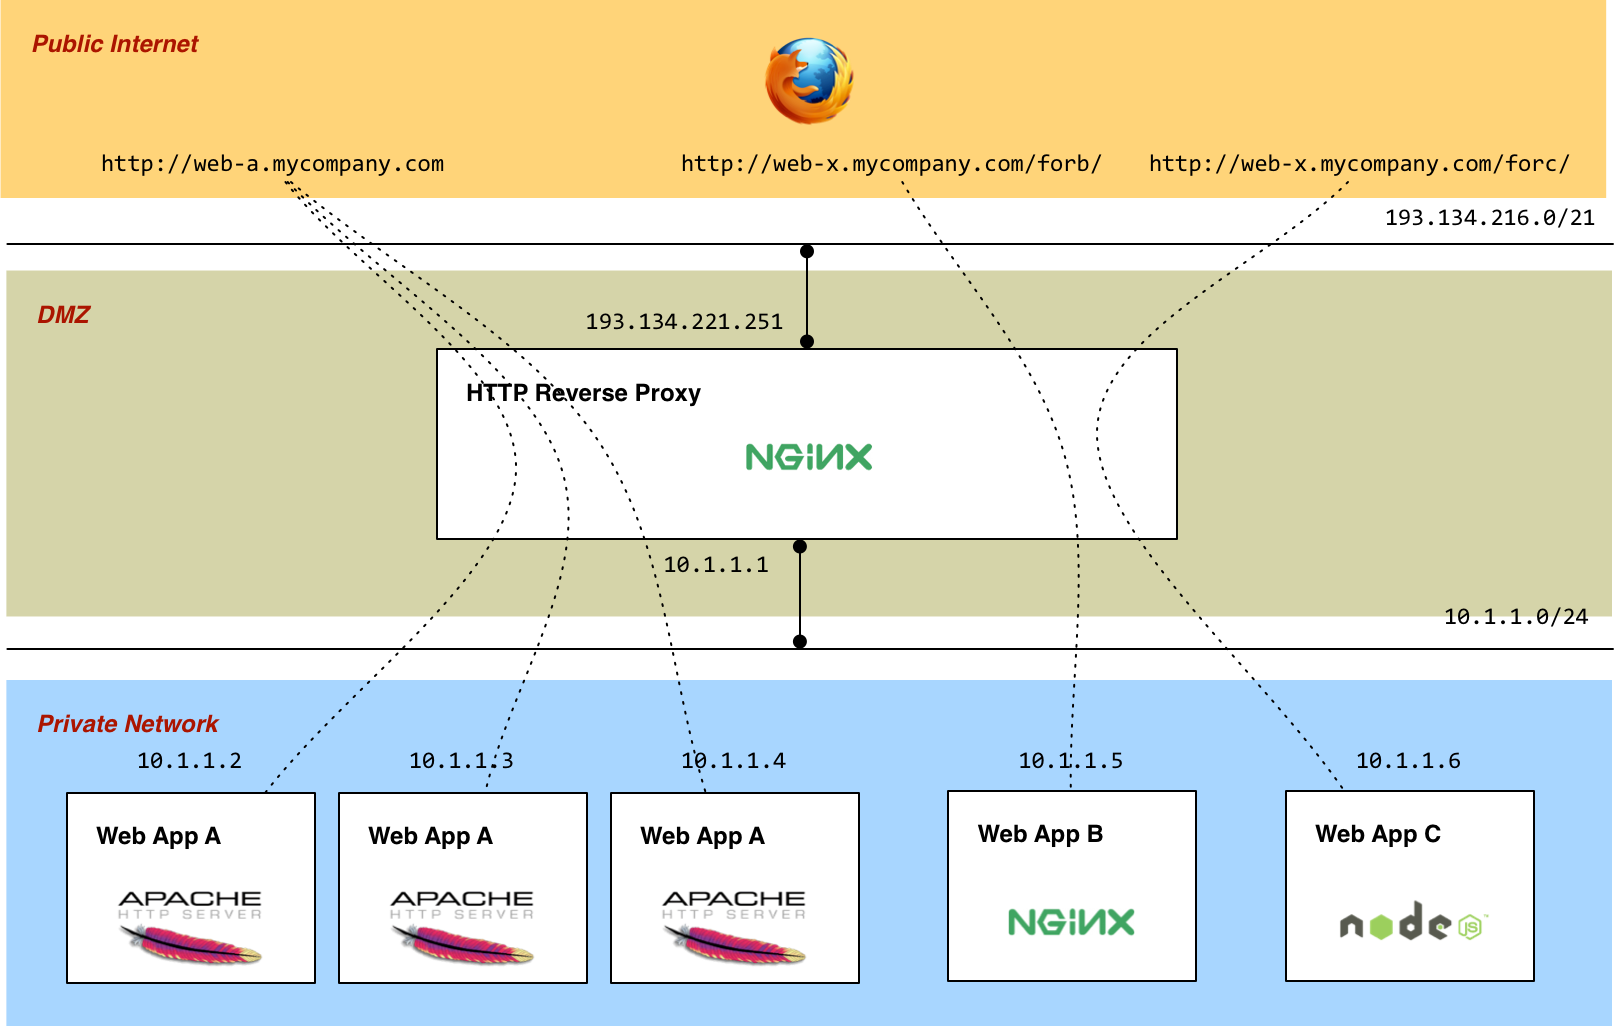 Public Internet
http://web-a.mycompany.com
http://web-x.mycompany.com/forb/
http://web-x.mycompany.com/forc/
193.134.216.0/21
DMZ
193.134.221.251
HTTP Reverse Proxy
NGINX
10.1.1.1
10.1.1.0/24
Private Network
10.1.1.2
10.1.1.3
10.1.1.4
10.1.1.5
10.1.1.6
Web App A
APACHE
HTTP SERVER
Web App A
APACHE
HTTP SERVER
Web App A
APACHE
HTTP SERVER
Web App B
NGINX
Web App C
node JS™